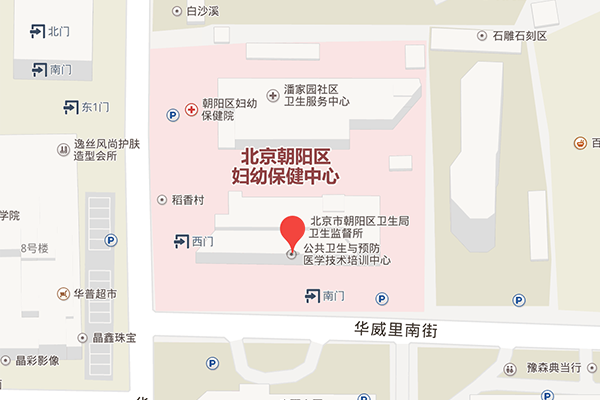 白沙溪
北门
石雕石刻区
南门
潘家园社区
卫生服务中心
朝阳区妇幼
保健院
P
东1门
逸丝风尚护肤
造型会所
北京朝阳区
妇幼保健中心
百
稻香村
学院
北京市朝阳区卫生局
卫生监督所
8号楼
P
西门
公共卫生与预防
医学技术培训中心
华普超市
南门
P
P
华威里南街
晶鑫珠宝
晶彩影像
P
P
豫森典当行